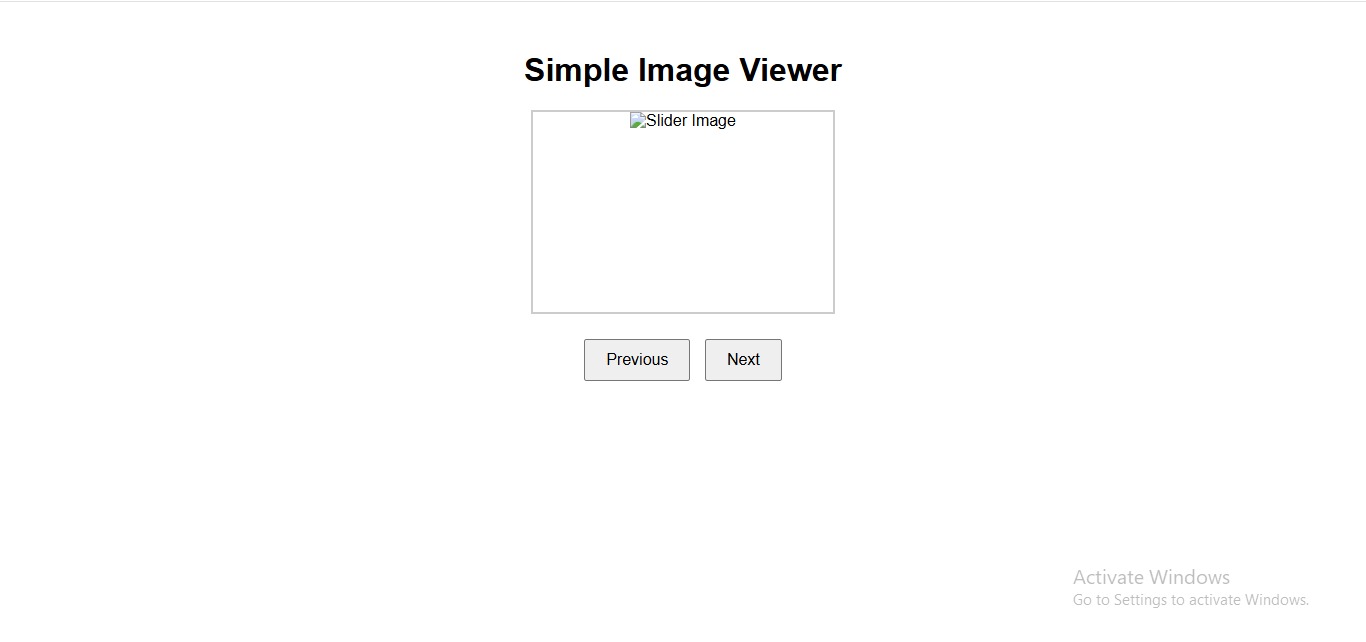 Simple Image Viewer
Slider Image
Previous
Next
Activate Windows
Go to Settings to activate Windows.